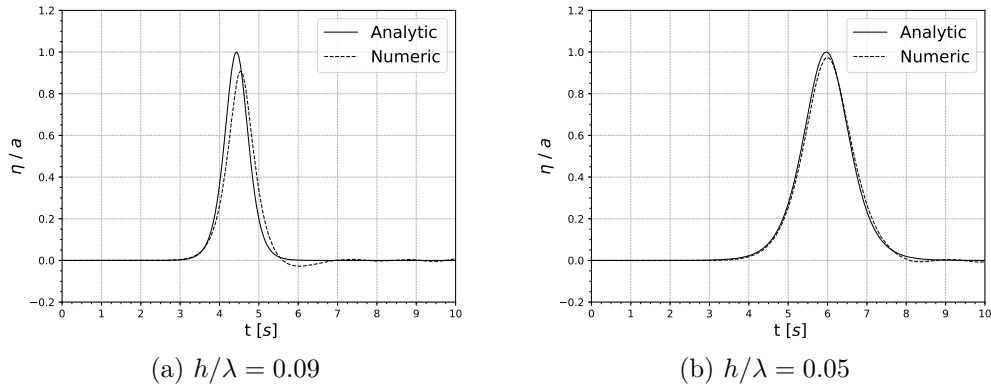 1.2
1.0
0.8
0.6
0.4
0.2
0.0
−0.2
η / a
0 1 2 3 4 5 6 7 8 9 10
t [s]
Analytic
Numeric
(a) h/λ = 0.09
1.2
1.0
0.8
0.6
0.4
0.2
0.0
−0.2
η / a
0 1 2 3 4 5 6 7 8 9 10
t [s]
Analytic
Numeric
(b) h/λ = 0.05